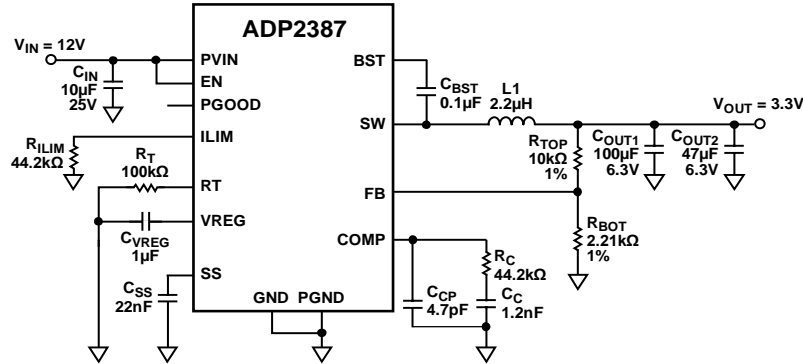 ADP2387
V_IN = 12V
C_IN
10µF
25V
PVIN
EN
PGOOD
R_ILIM
44.2kΩ
ILIM
R_T
100kΩ
RT
C_VREG
1µF
VREG
C_SS
22nF
SS
GND PGND
BST
C_BST
0.1µF
L1
2.2µH
SW
V_OUT = 3.3V
R_TOP
10kΩ
1%
C_OUT1
100µF
6.3V
C_OUT2
47µF
6.3V
FB
R_BOT
2.21kΩ
1%
COMP
R_C
44.2kΩ
C_CP
4.7pF
C_C
1.2nF